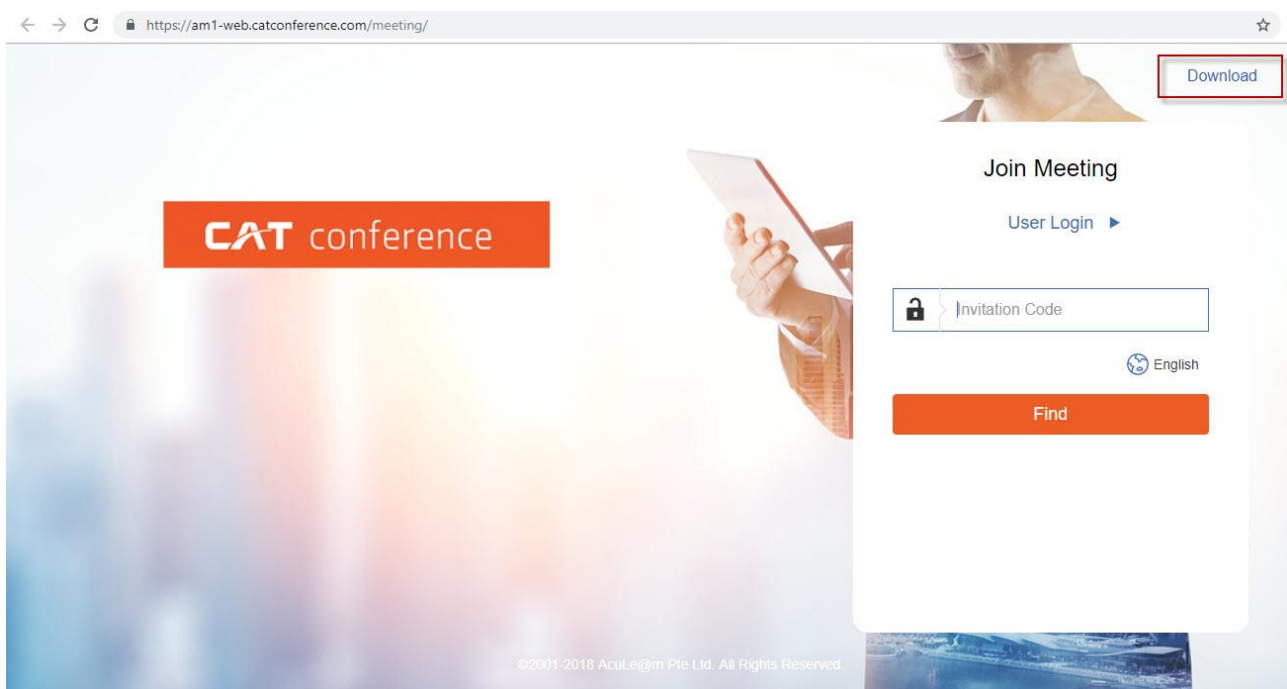 https://am1-web.catconference.com/meeting/
Download
Join Meeting
User Login
CAT conference
Invitation Code
English
Find
©2001-2018 AcuLe@rn Pte Ltd. All Rights Reserved.